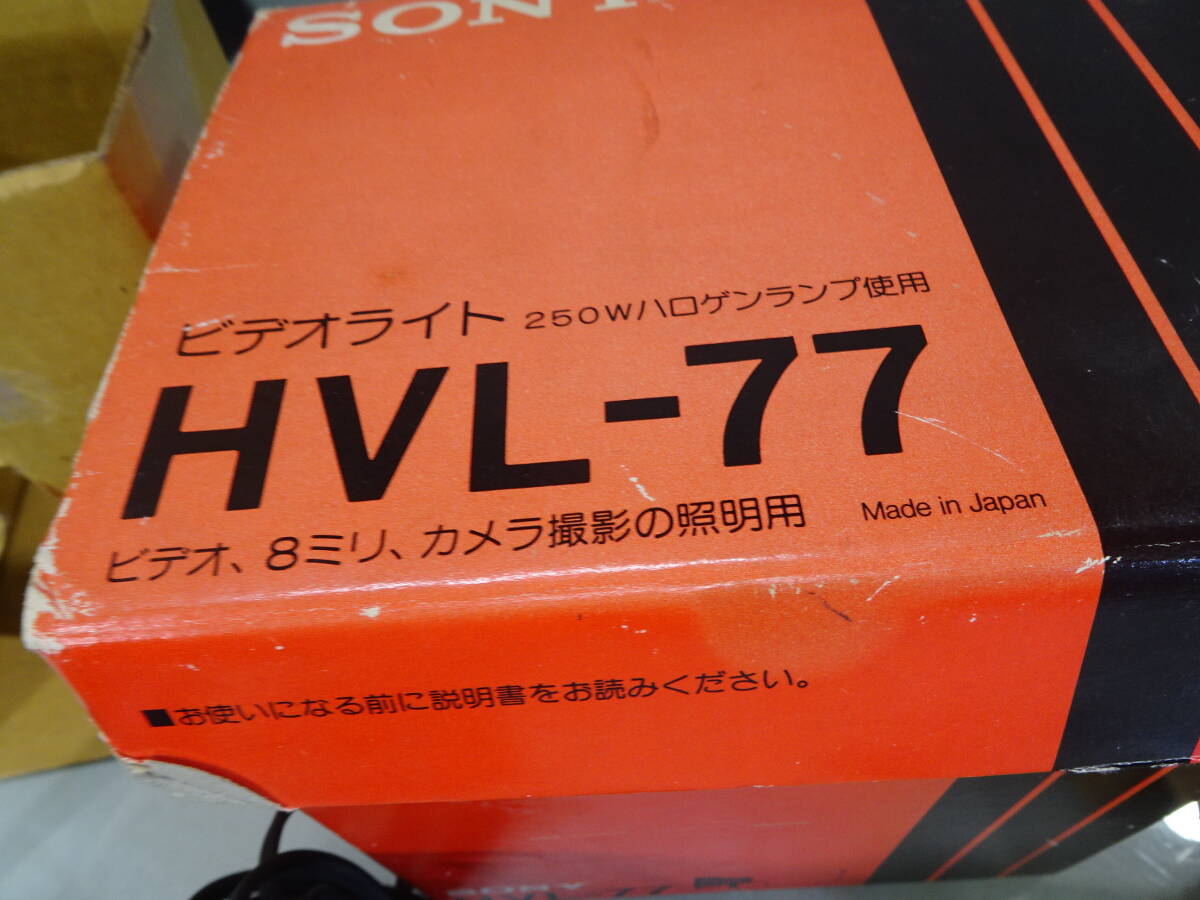 SONY
ビデオライト 250Wハロゲンランプ使用
HVL-77
ビデオ、8ミリ、カメラ撮影の照明用
Made in Japan
■お使いになる前に説明書をお読みください。
SONY